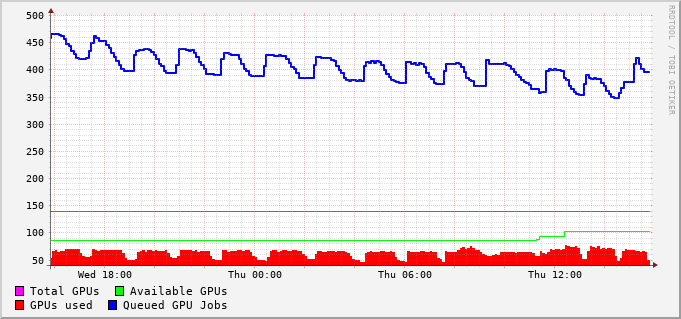 500
450
400
350
300
250
200
150
100
50
Wed 18:00 Thu 00:00 Thu 06:00 Thu 12:00
RRDTOOL / TOBI OETIKER
Total GPUs Available GPUs
GPUs used Queued GPU Jobs